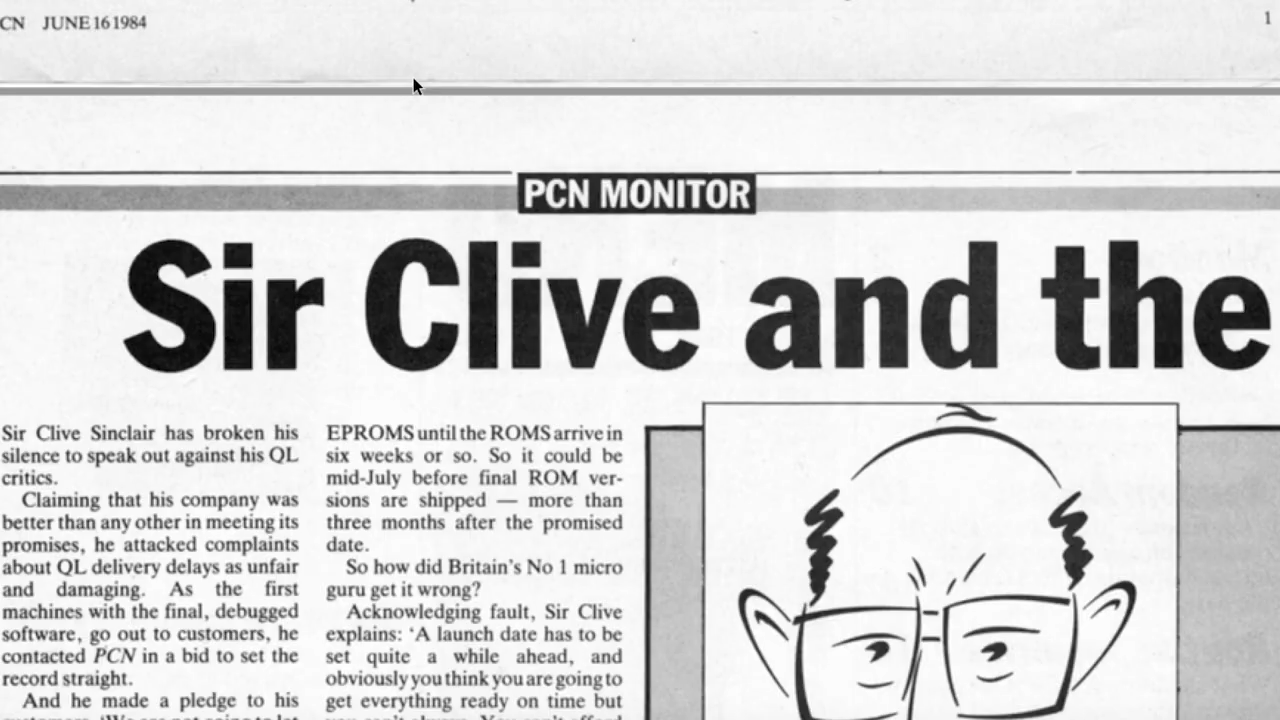 CN JUNE 16 1984
1
PCN MONITOR
Sir Clive and the
Sir Clive Sinclair has broken his
silence to speak out against his QL
critics.
Claiming that his company was
better than any other in meeting its
promises, he attacked complaints
about QL delivery delays as unfair
and damaging. As the first
machines with the final, debugged
software, go out to customers, he
contacted PCN in a bid to set the
record straight.
And he made a pledge to his
EPROMS until the ROMS arrive in
six weeks or so. So it could be
mid-July before final ROM ver-
sions are shipped — more than
three months after the promised
date.
So how did Britain's No 1 micro
guru get it wrong?
Acknowledging fault, Sir Clive
explains: 'A launch date has to be
set quite a while ahead, and
obviously you think you are going to
get everything ready on time but